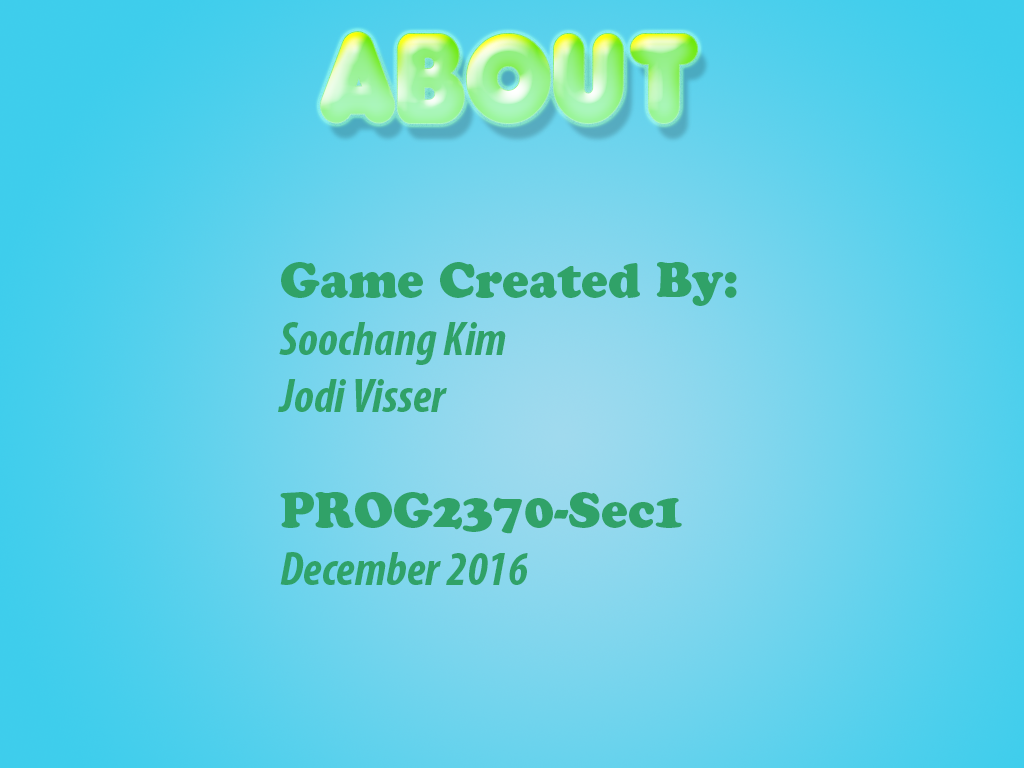 ABOUT
Game Created By:
Soochang Kim
Jodi Visser
PROG2370-Sec1
December 2016